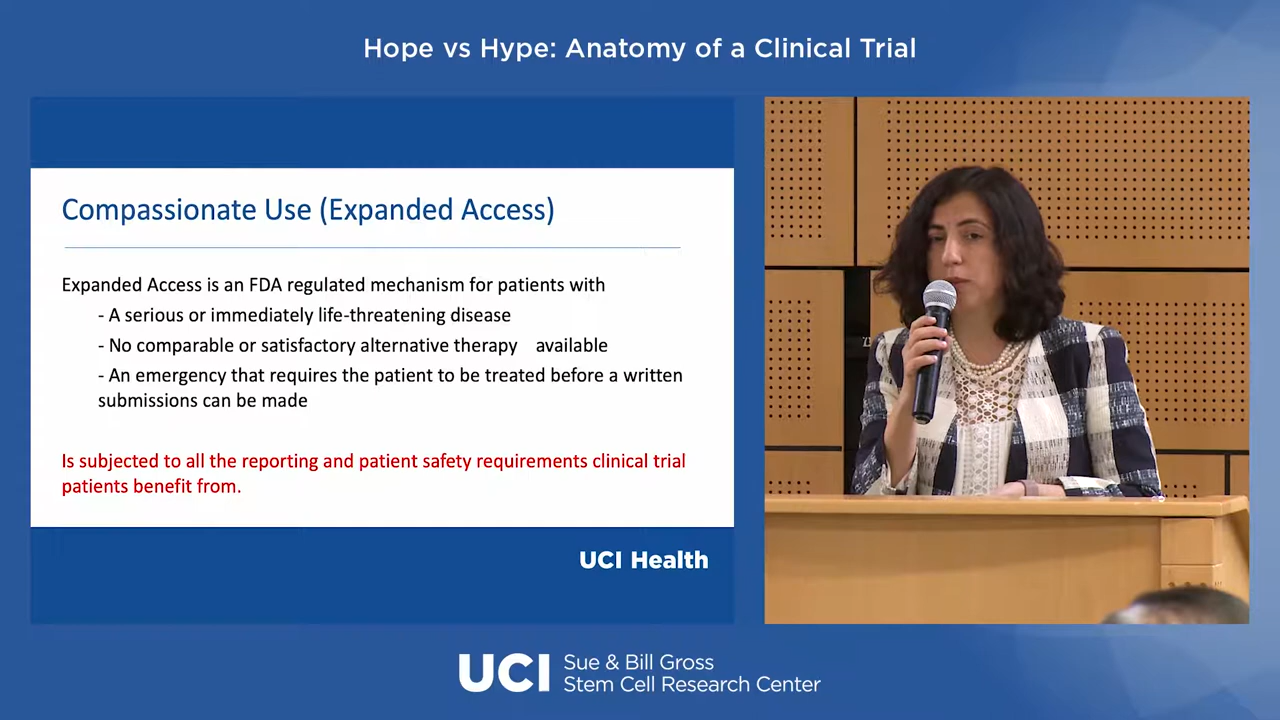 Hope vs Hype: Anatomy of a Clinical Trial
Compassionate Use (Expanded Access)
Expanded Access is an FDA regulated mechanism for patients with
- A serious or immediately life-threatening disease
- No comparable or satisfactory alternative therapy available
- An emergency that requires the patient to be treated before a written
submissions can be made
Is subjected to all the reporting and patient safety requirements clinical trial
patients benefit from.
UCI Health
UCI Sue & Bill Gross
Stem Cell Research Center